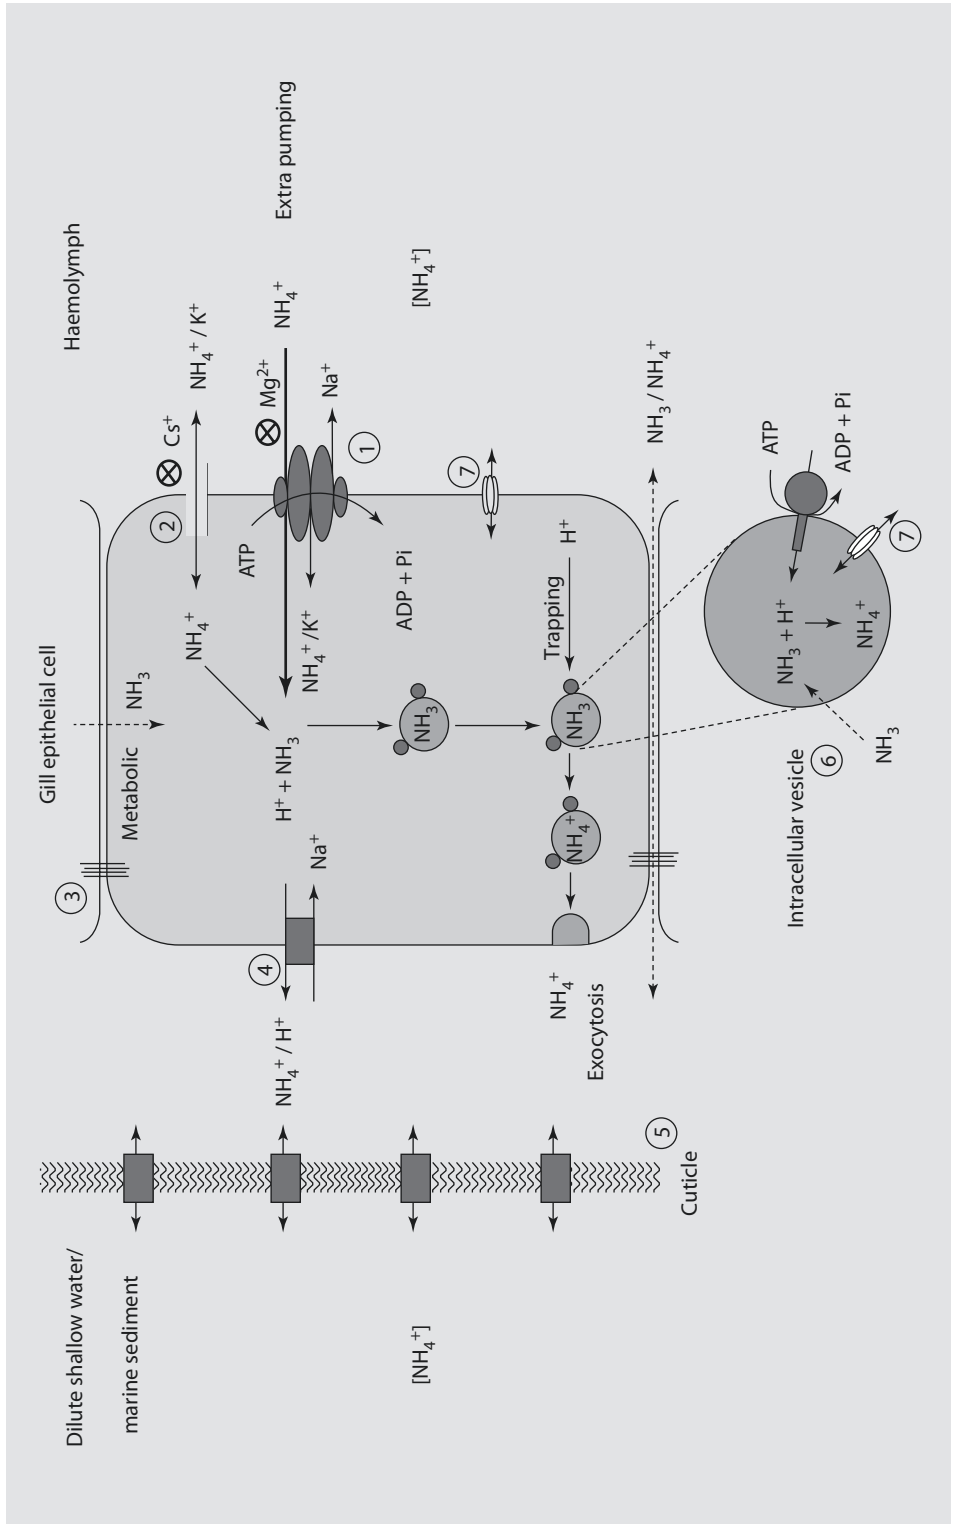 Gill epithelial cell
Dilute shallow water/
marine sediment
Haemolymph
3
Metabolic
NH₃
2
Cs⁺
NH₄⁺
NH₄⁺ / K⁺
ATP
Mg²⁺
4
NH₄⁺ / H⁺
H⁺ + NH₃
NH₄⁺
Extra pumping
Na⁺
NH₄⁺ /K⁺
Na⁺
1
ADP + Pi
[NH₄⁺]
NH₃
[NH₄⁺]
7
Trapping
NH₄⁺
NH₄⁺
NH₃
H⁺
Exocytosis
5
NH₃ / NH₄⁺
Cuticle
Intracellular vesicle
6
NH₃
NH₃ + H⁺
NH₄⁺
ATP
ADP + Pi
7